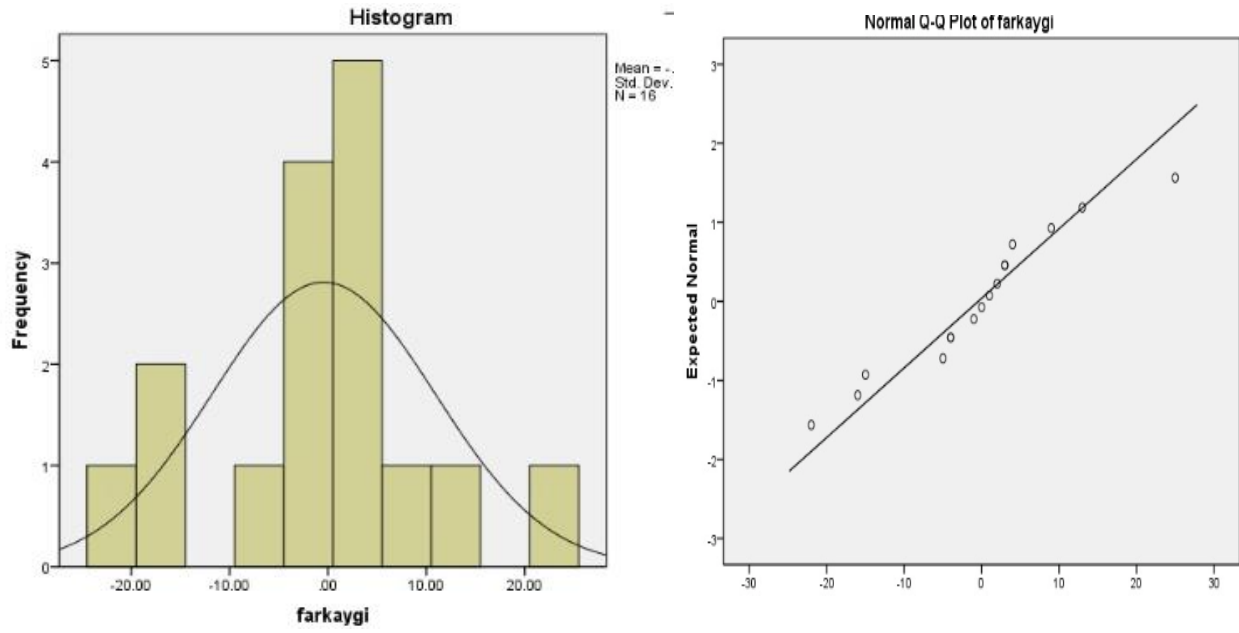 Histogram
Mean = -.
Std. Dev.
N = 16
5
4
3
2
1
0
-20.00 -10.00 .00 10.00 20.00
Frequency
farkaygi
Normal Q-Q Plot of farkaygi
3
2
1
0
-1
-2
-3
-30 -20 -10 0 10 20 30
Expected Normal